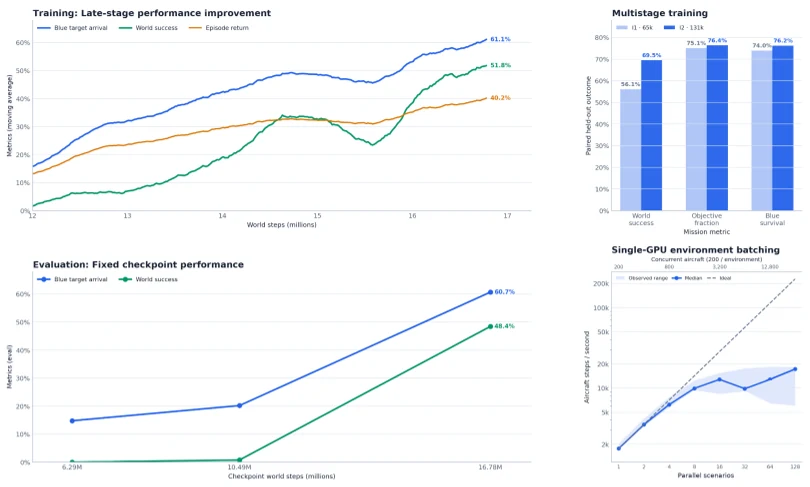 Training: Late-stage performance improvement
Blue target arrival World success Episode return
Metrics (moving average)
60%
50%
40%
30%
20%
10%
0%
61.1%
51.8%
40.2%
12 13 14 15 16 17
World steps (millions)
Multistage training
i1 · 65k i2 · 131k
Paired held-out outcome
80%
70%
60%
50%
40%
30%
20%
10%
0%
56.1% 69.5% 75.1% 76.4% 74.0% 76.2%
World success
Objective fraction
Blue survival
Mission metric
Evaluation: Fixed checkpoint performance
Blue target arrival World success
Metrics (eval)
60%
50%
40%
30%
20%
10%
0%
60.7%
48.4%
6.29M 10.49M 16.78M
Checkpoint world steps (millions)
Single-GPU environment batching
Concurrent aircraft (200 / environment)
200 800 3,200 12,800
Observed range Median Ideal
Aircraft steps / second
200k
100k
50k
20k
10k
5k
2k
1 2 4 8 16 32 64 128
Parallel scenarios